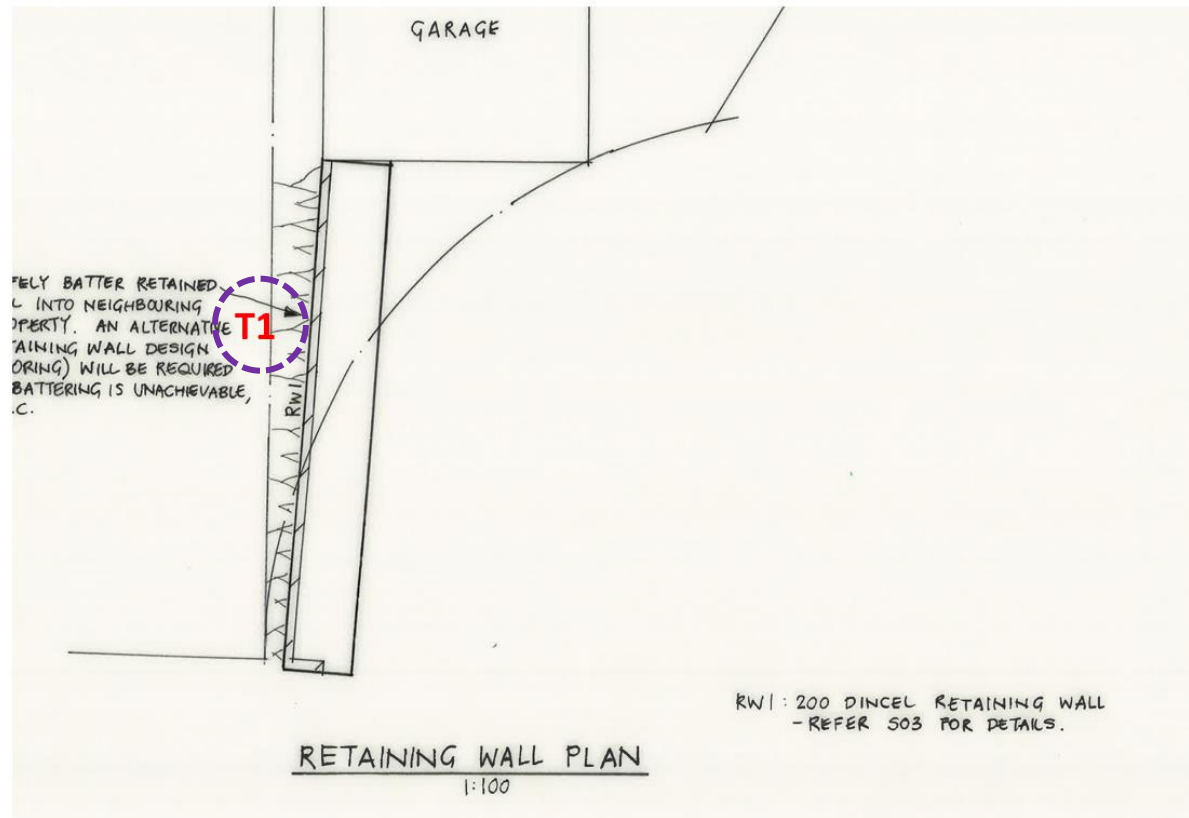 GARAGE
FELY BATTER RETAINED
L INTO NEIGHBOURING
OPERTY. AN ALTERNATIVE
TAINING WALL DESIGN
ORING) WILL BE REQUIRED
BATTERING IS UNACHIEVABLE,
.C.
T1
RW1
RW1 : 200 DINCEL RETAINING WALL
- REFER S03 FOR DETAILS.
RETAINING WALL PLAN
1:100